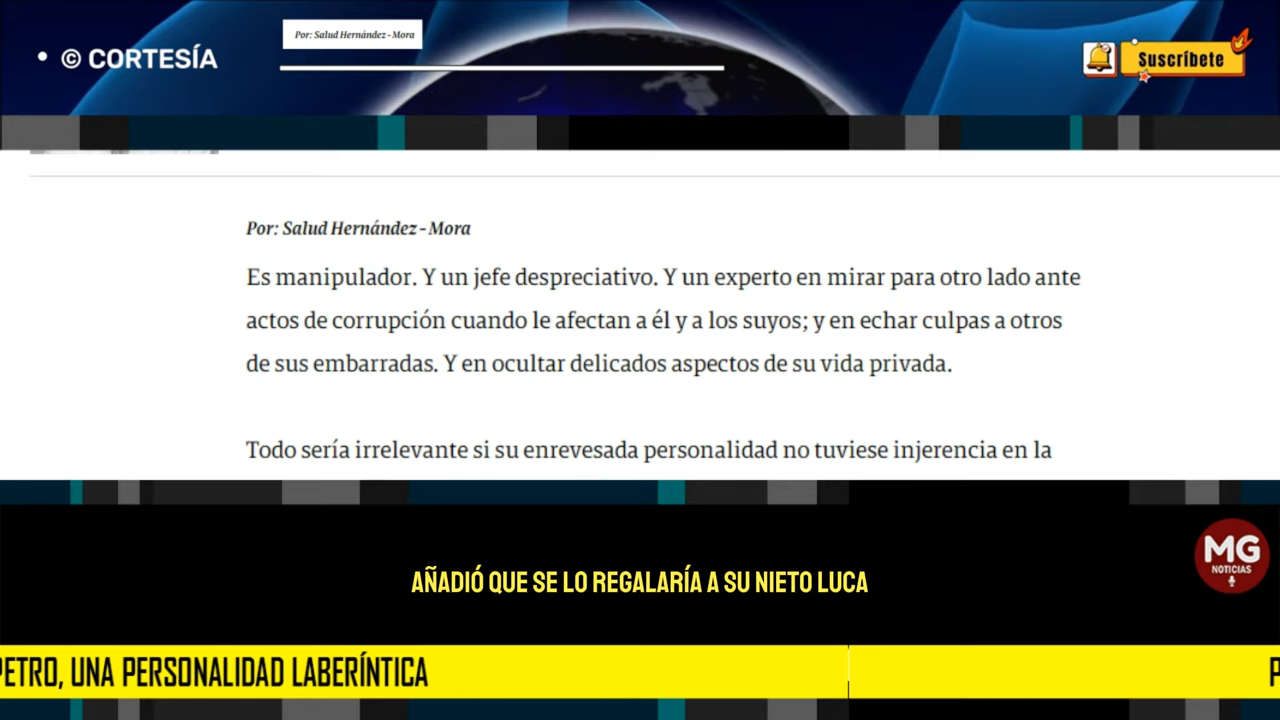 © CORTESÍA
Por: Salud Hernández-Mora
Suscríbete
Por: Salud Hernández-Mora
Es manipulador. Y un jefe despreciativo. Y un experto en mirar para otro lado ante
actos de corrupción cuando le afectan a él y a los suyos; y en echar culpas a otros
de sus embarradas. Y en ocultar delicados aspectos de su vida privada.
Todo sería irrelevante si su enrevesada personalidad no tuviese injerencia en la
MG
NOTICIAS
AÑADIÓ QUE SE LO REGALARÍA A SU NIETO LUCA
PETRO, UNA PERSONALIDAD LABERÍNTICA
P